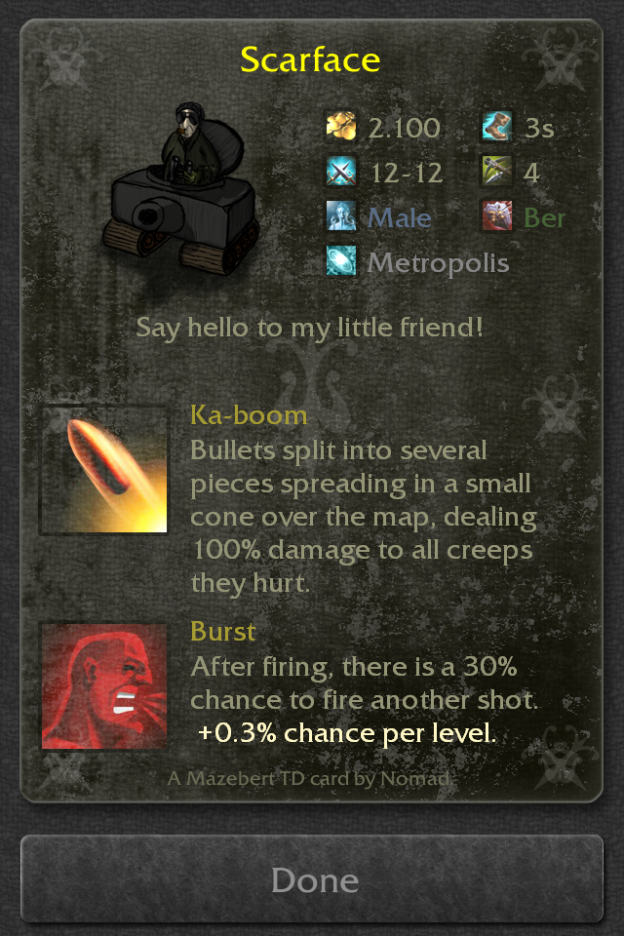 Scarface
2.100 3s
12-12 4
Male Ber
Metropolis
Say hello to my little friend!
Ka-boom
Bullets split into several
pieces spreading in a small
cone over the map, dealing
100% damage to all creeps
they hurt.
Burst
After firing, there is a 30%
chance to fire another shot.
+0.3% chance per level.
A Mazebert TD card by Nomad.
Done